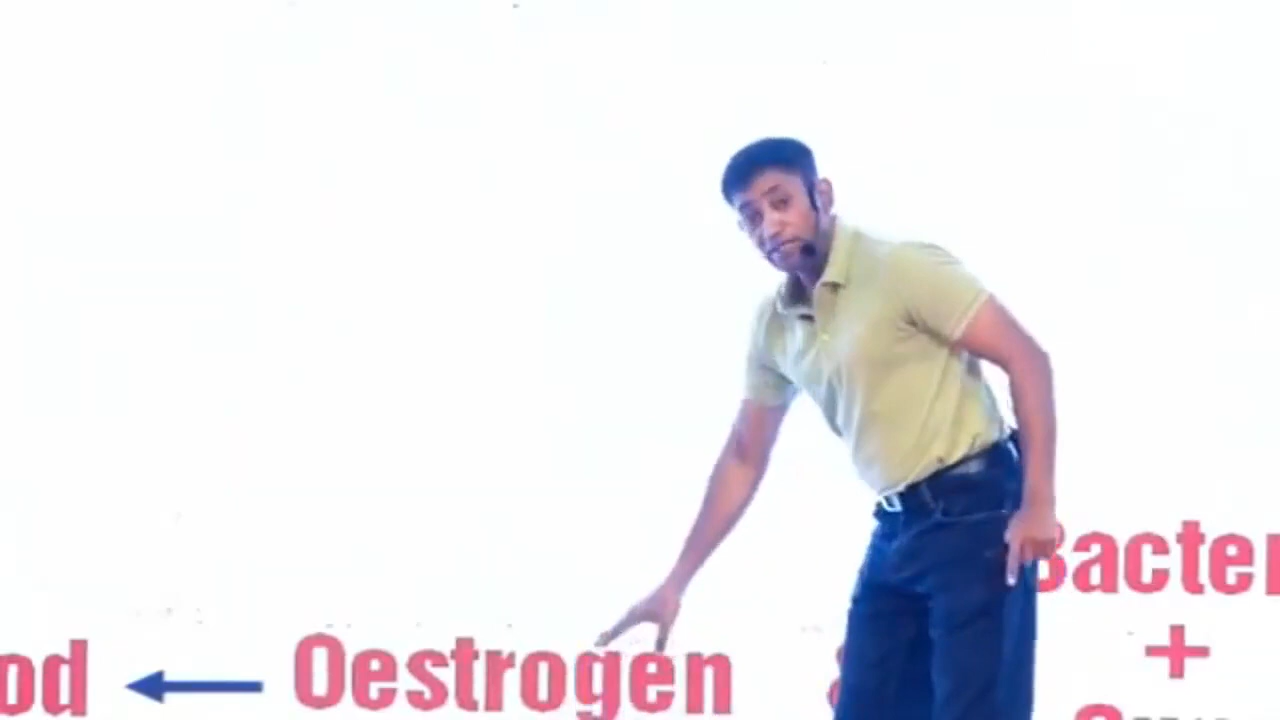 Bacter
+
od ← Oestrogen